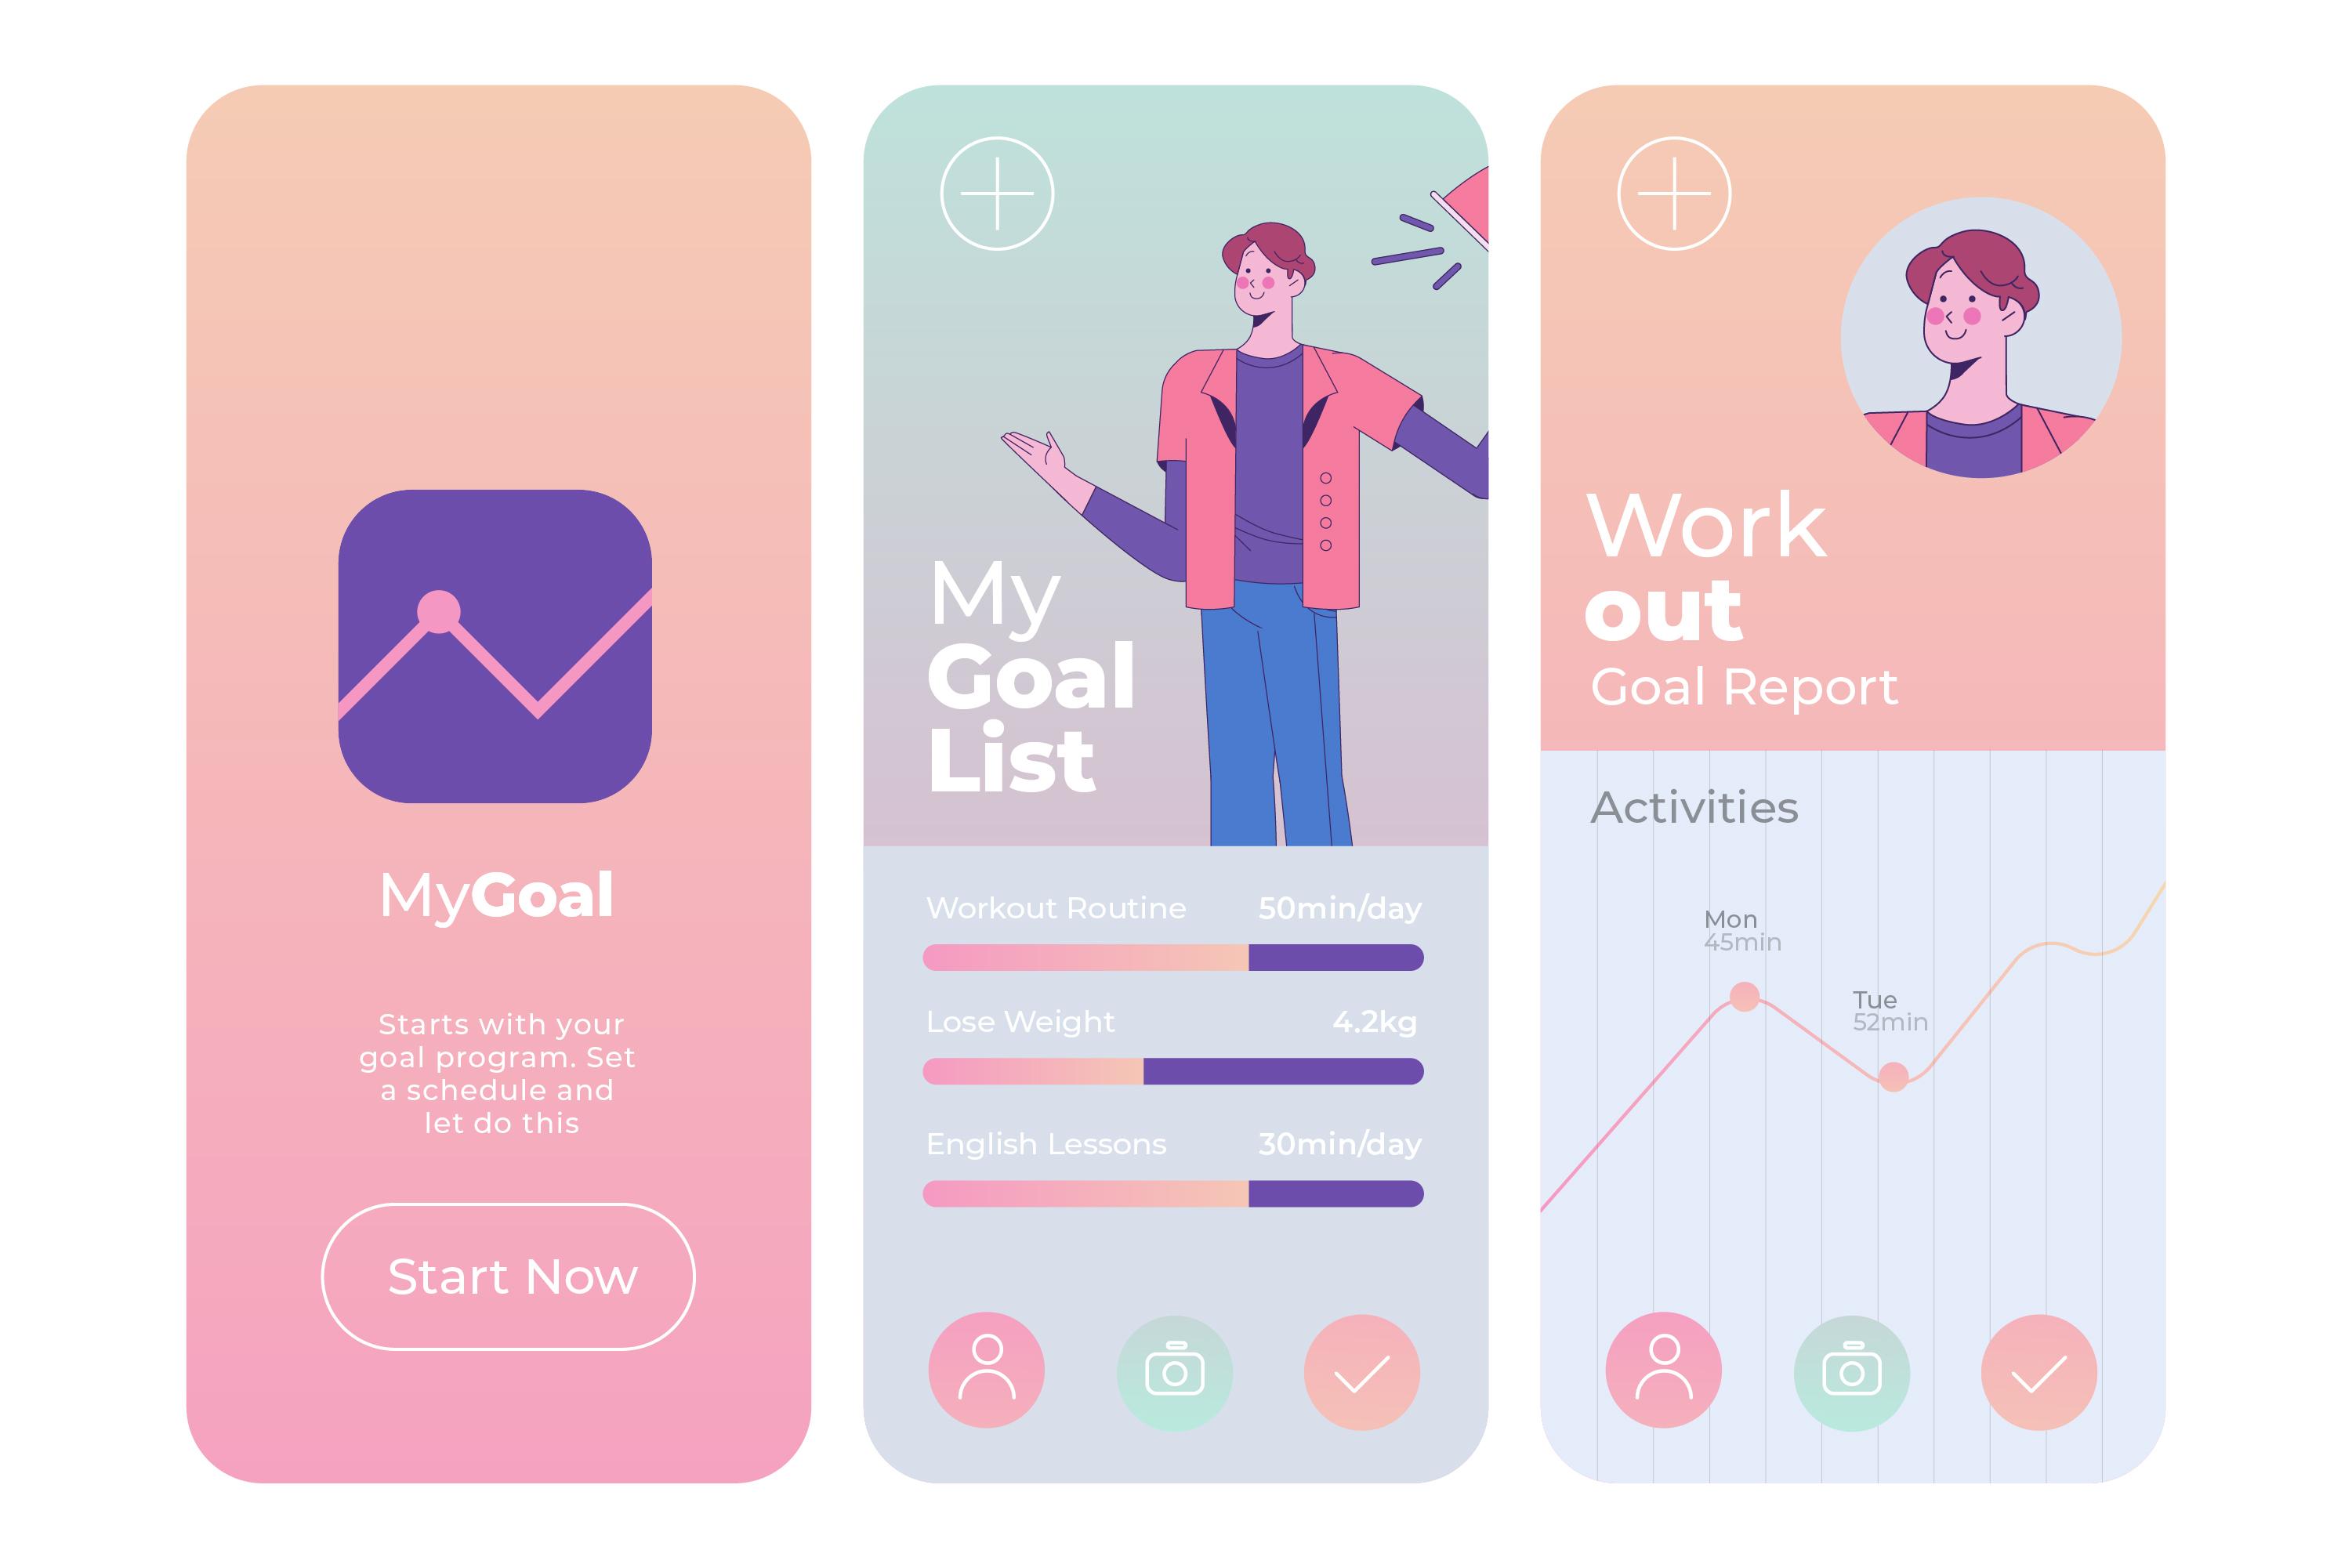 MyGoal
Starts with your
goal program. Set
a schedule and
let do this
Start Now
My
Goal
List
Workout Routine 50min/day
Lose Weight 4.2kg
English Lessons 30min/day
Work
out
Goal Report
Activities
Mon
45min
Tue
52min